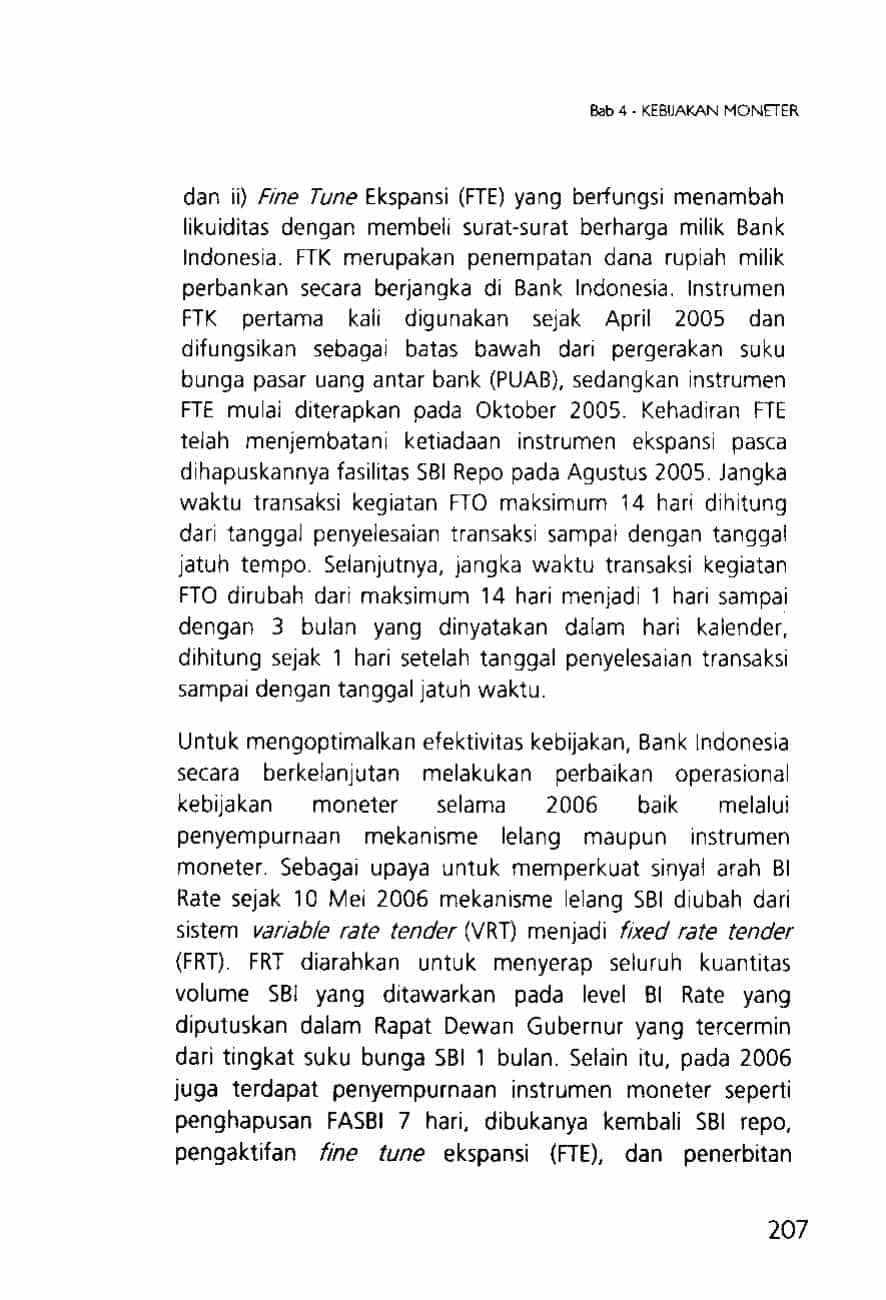 Bab 4 - KEBIJAKAN MONETER
dan ii) Fine Tune Ekspansi (FTE) yang berfungsi menambah
likuiditas dengan membeli surat-surat berharga milik Bank
Indonesia. FTK merupakan penempatan dana rupiah milik
perbankan secara berjangka di Bank Indonesia. Instrumen
FTK pertama kali digunakan sejak April 2005 dan
difungsikan sebagai batas bawah dari pergerakan suku
bunga pasar uang antar bank (PUAB), sedangkan instrumen
FTE mulai diterapkan pada Oktober 2005. Kehadiran FTE
telah menjembatani ketiadaan instrumen ekspansi pasca
dihapuskannya fasilitas SBI Repo pada Agustus 2005. Jangka
waktu transaksi kegiatan FTO maksimum 14 hari dihitung
dari tanggal penyelesaian transaksi sampai dengan tanggal
jatuh tempo. Selanjutnya, jangka waktu transaksi kegiatan
FTO dirubah dari maksimum 14 hari menjadi 1 hari sampai
dengan 3 bulan yang dinyatakan dalam hari kalender,
dihitung sejak 1 hari setelah tanggal penyelesaian transaksi
sampai dengan tanggal jatuh waktu.
Untuk mengoptimalkan efektivitas kebijakan, Bank Indonesia
secara berkelanjutan melakukan perbaikan operasional
kebijakan moneter selama 2006 baik melalui
penyempurnaan mekanisme lelang maupun instrumen
moneter. Sebagai upaya untuk memperkuat sinyal arah BI
Rate sejak 10 Mei 2006 mekanisme lelang SBI diubah dari
sistem variable rate tender (VRT) menjadi fixed rate tender
(FRT). FRT diarahkan untuk menyerap seluruh kuantitas
volume SBI yang ditawarkan pada level BI Rate yang
diputuskan dalam Rapat Dewan Gubernur yang tercermin
dari tingkat suku bunga SBI 1 bulan. Selain itu, pada 2006
juga terdapat penyempurnaan instrumen moneter seperti
penghapusan FASBI 7 hari, dibukanya kembali SBI repo,
pengaktifan fine tune ekspansi (FTE), dan penerbitan
207